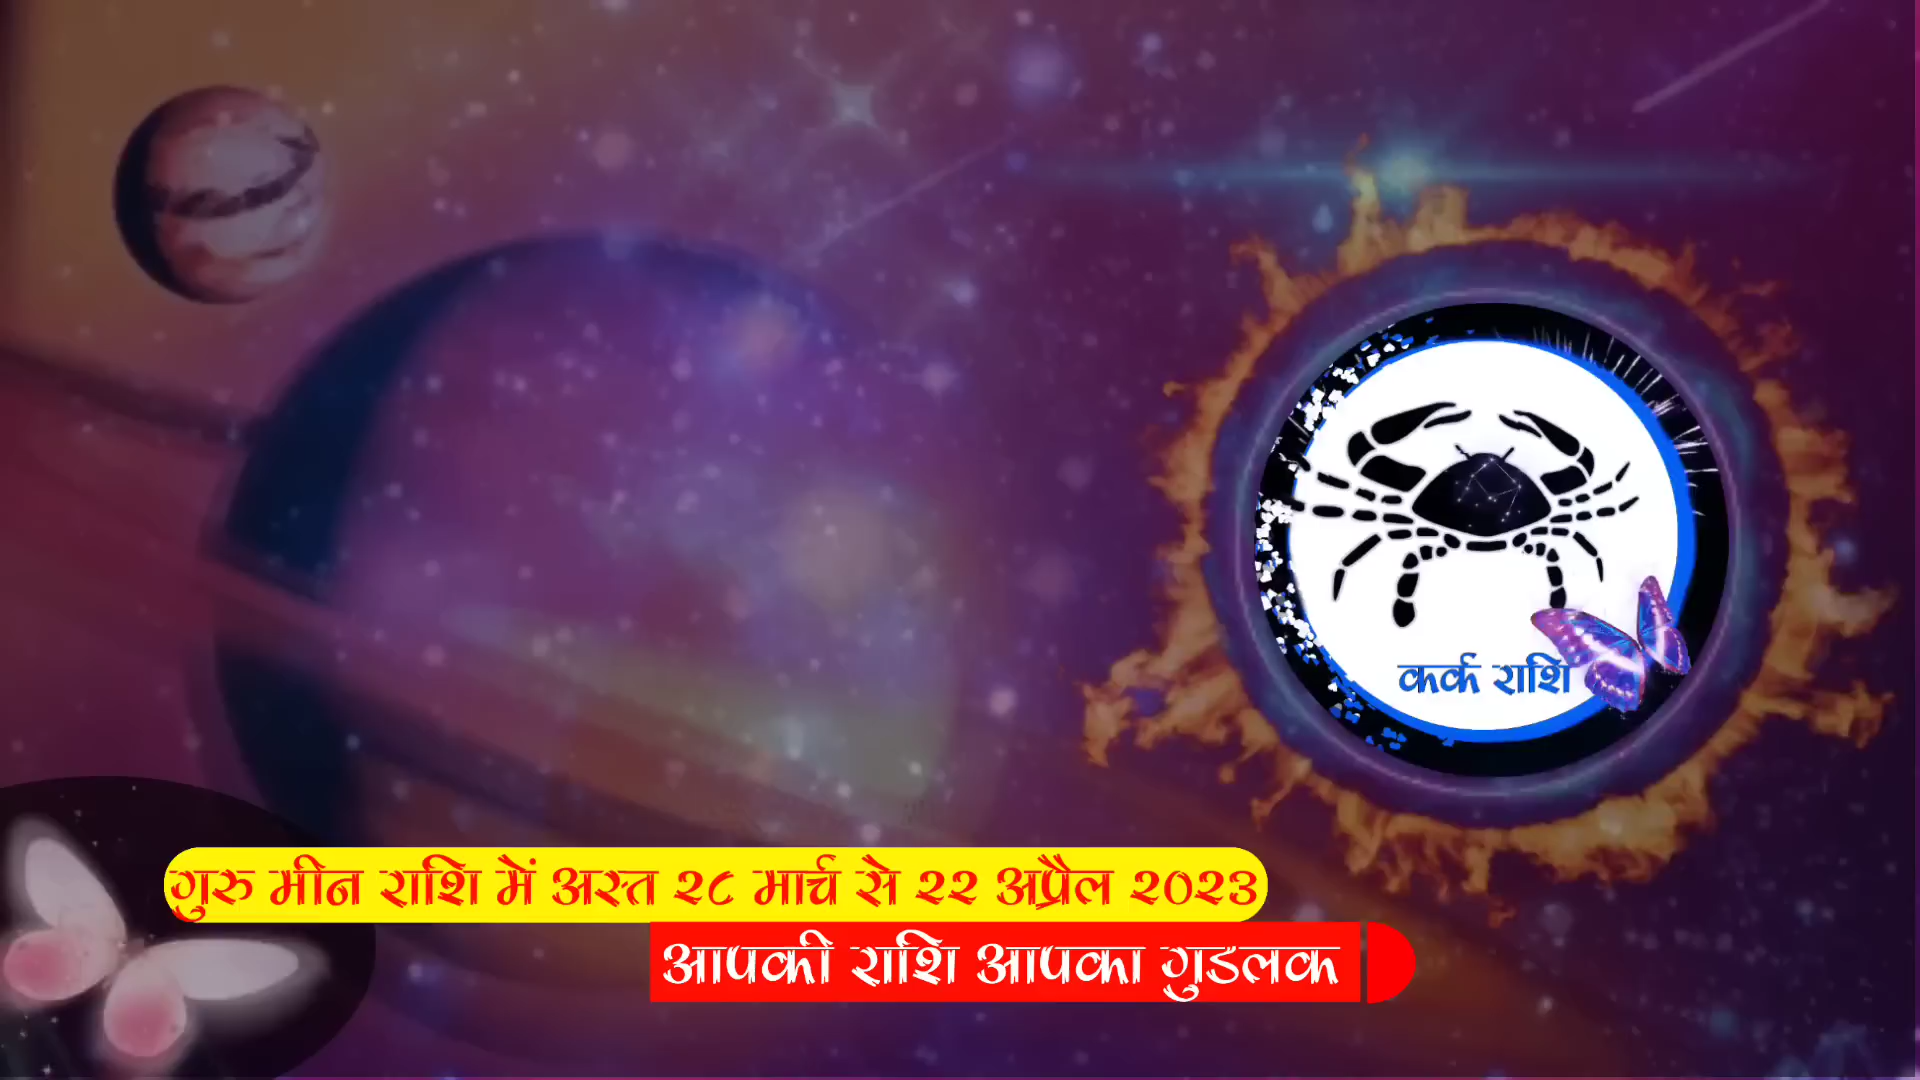 कर्क राशि
गुरु मीन राशि में अस्त २८ मार्च से २२ अप्रैल २०२३
आपकी राशि आपका गुडलक